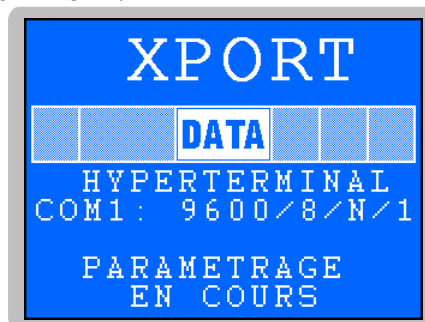 XPORT
DATA
HYPERTERMINAL
COM1: 9600/8/N/1
PARAMETRAGE
EN COURS